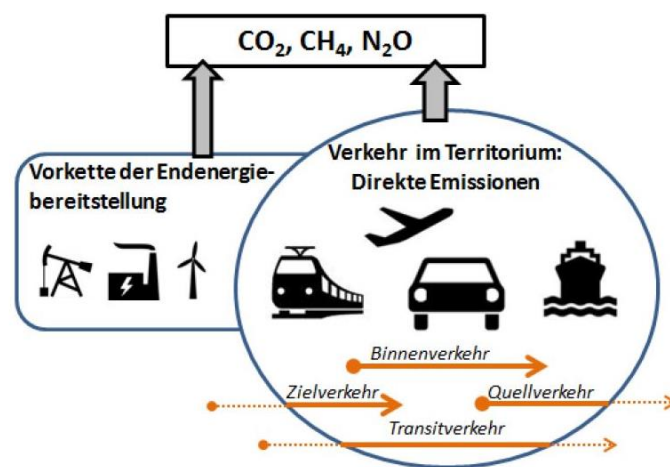 CO₂, CH₄, N₂O
Vorkette der Endenergie-
bereitstellung
Verkehr im Territorium:
Direkte Emissionen
Binnenverkehr
Zielverkehr
Quellverkehr
Transitverkehr